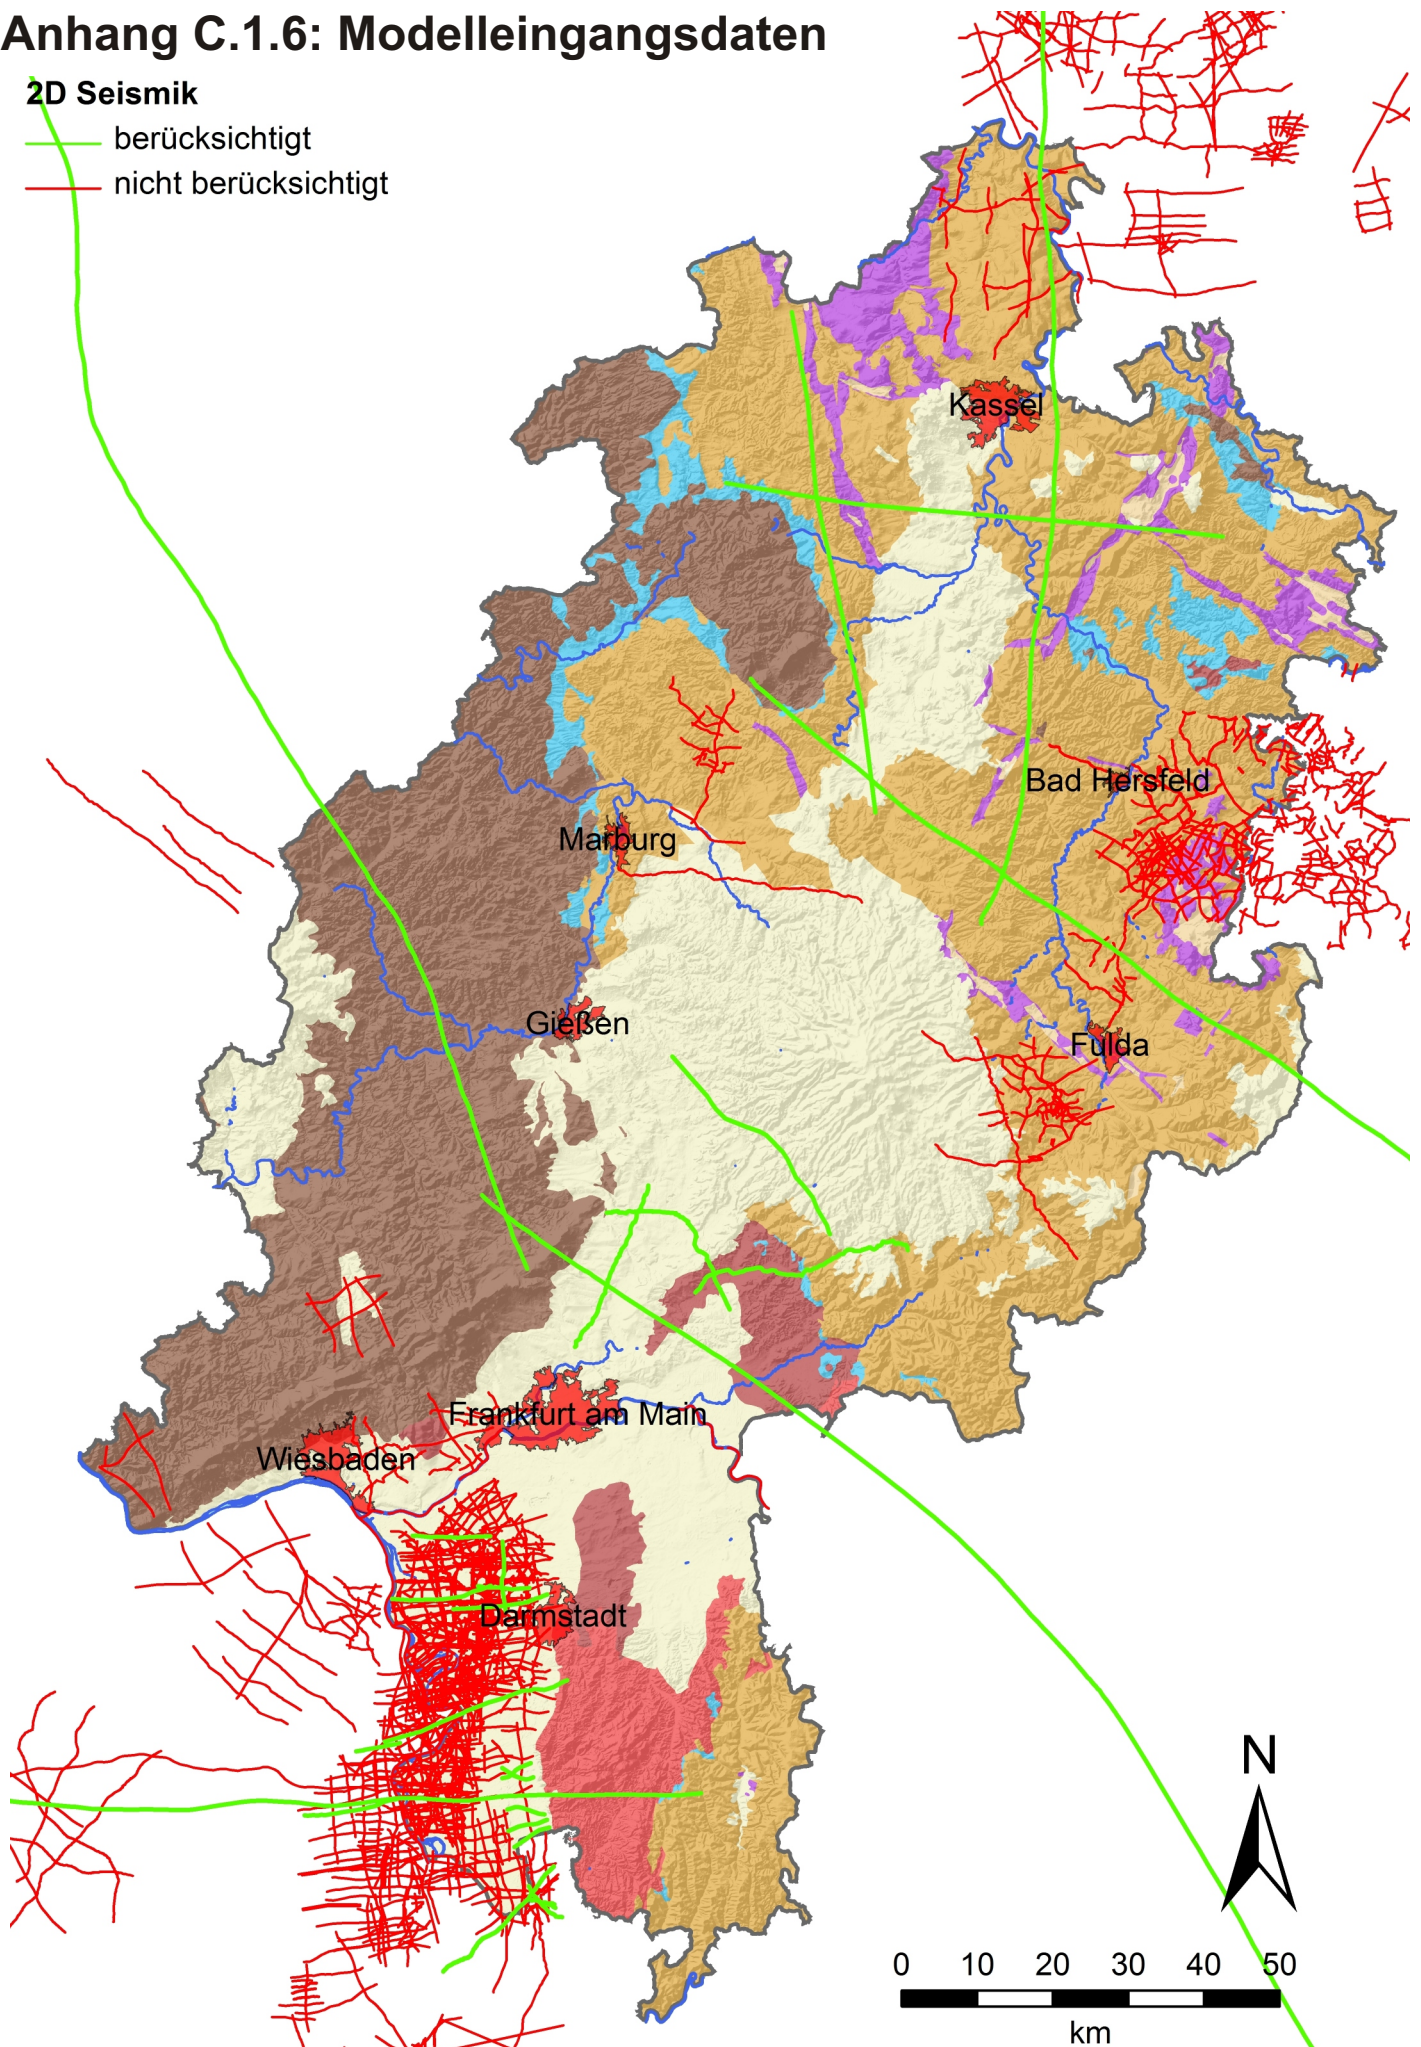 Anhang C.1.6: Modelleingangsdaten
2D Seismik
berücksichtigt
nicht berücksichtigt
Kassel
Bad Hersfeld
Marburg
Gießen
Fulda
Frankfurt am Main
Wiesbaden
Darmstadt
N
0 10 20 30 40 50
km